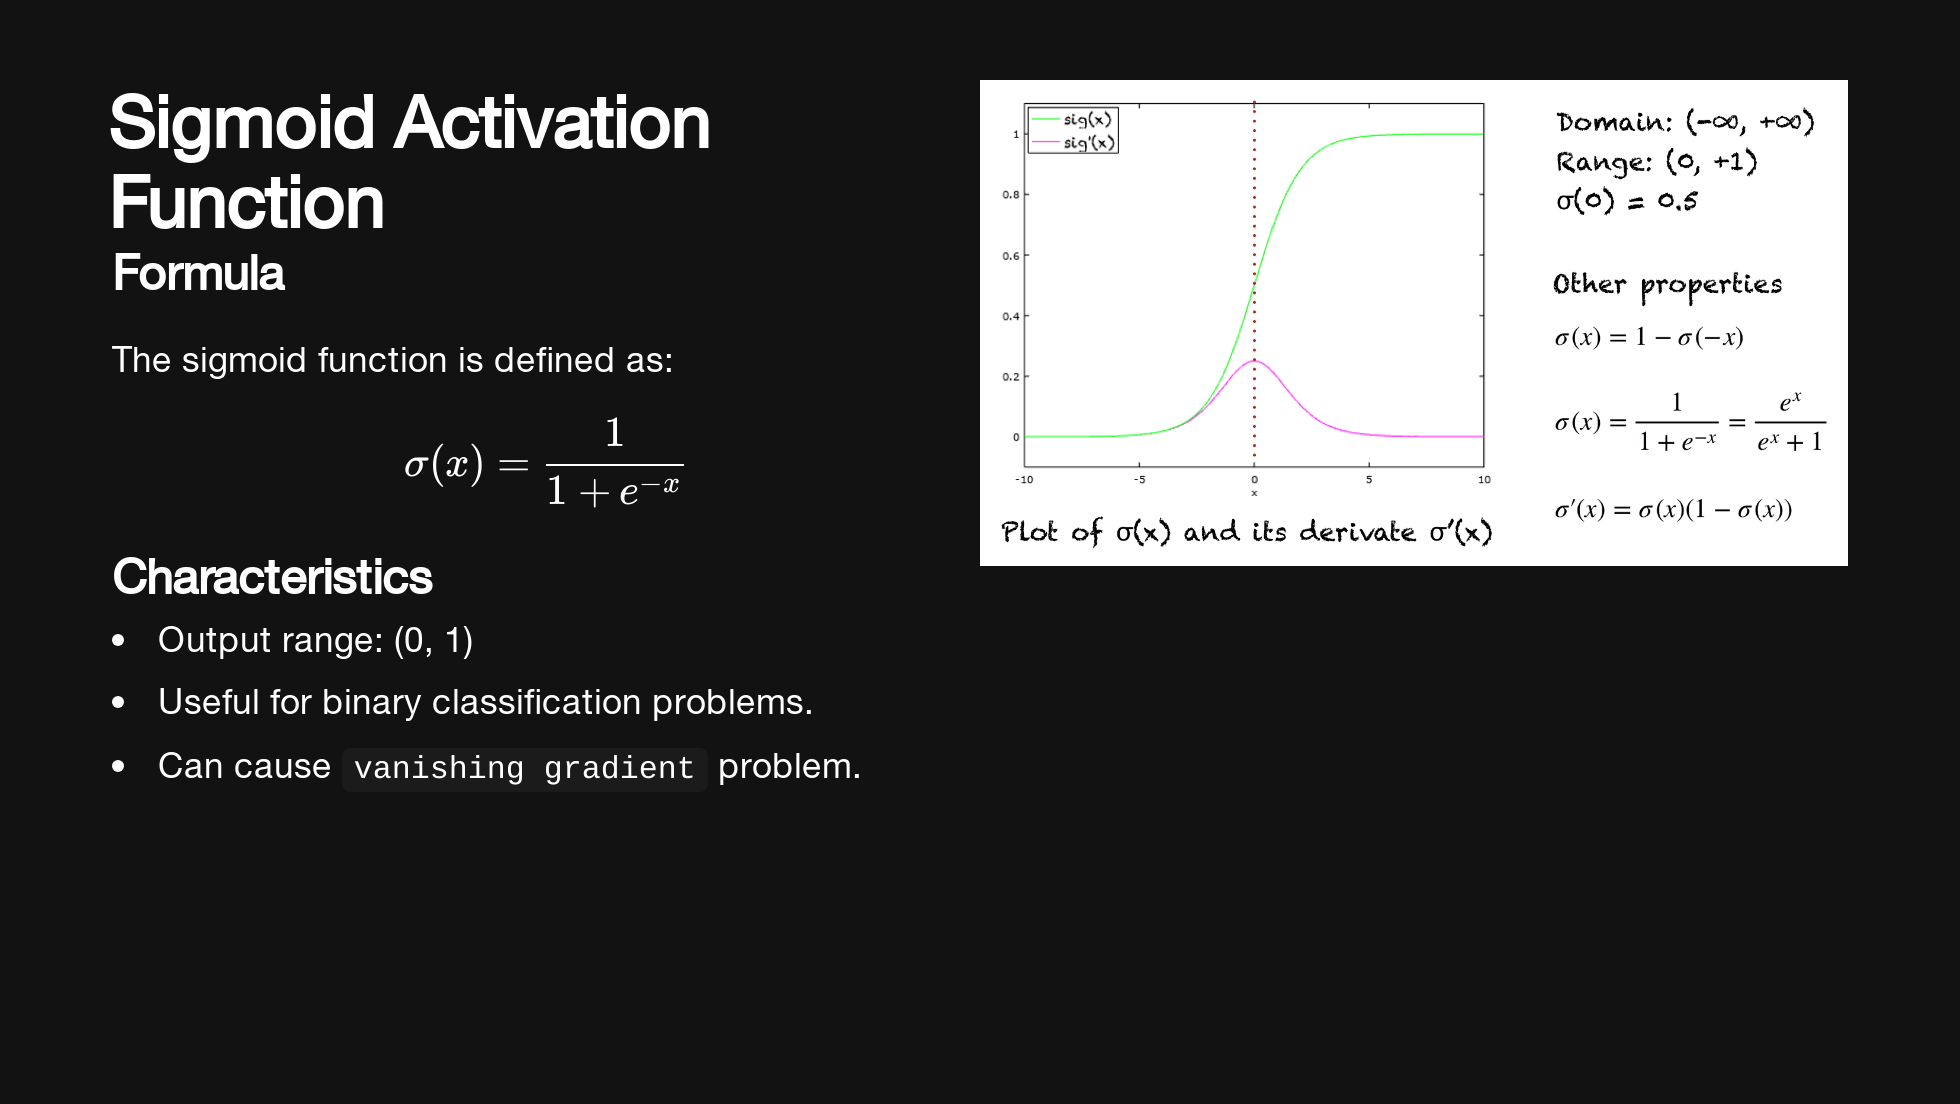 Sigmoid Activation
Function
Formula
The sigmoid function is defined as:
σ(x) = 1 / (1 + e^{−x})
Characteristics
• Output range: (0, 1)
• Useful for binary classification problems.
• Can cause vanishing gradient problem.
sig(x)
sig'(x)
1
0.8
0.6
0.4
0.2
0
-10 -5 0 5 10
x
Plot of σ(x) and its derivate σ'(x)
Domain: (-∞, +∞)
Range: (0, +1)
σ(0) = 0.5
Other properties
σ(x) = 1 − σ(−x)
σ(x) = 1 / (1 + e^{−x}) = e^x / (e^x + 1)
σ′(x) = σ(x)(1 − σ(x))